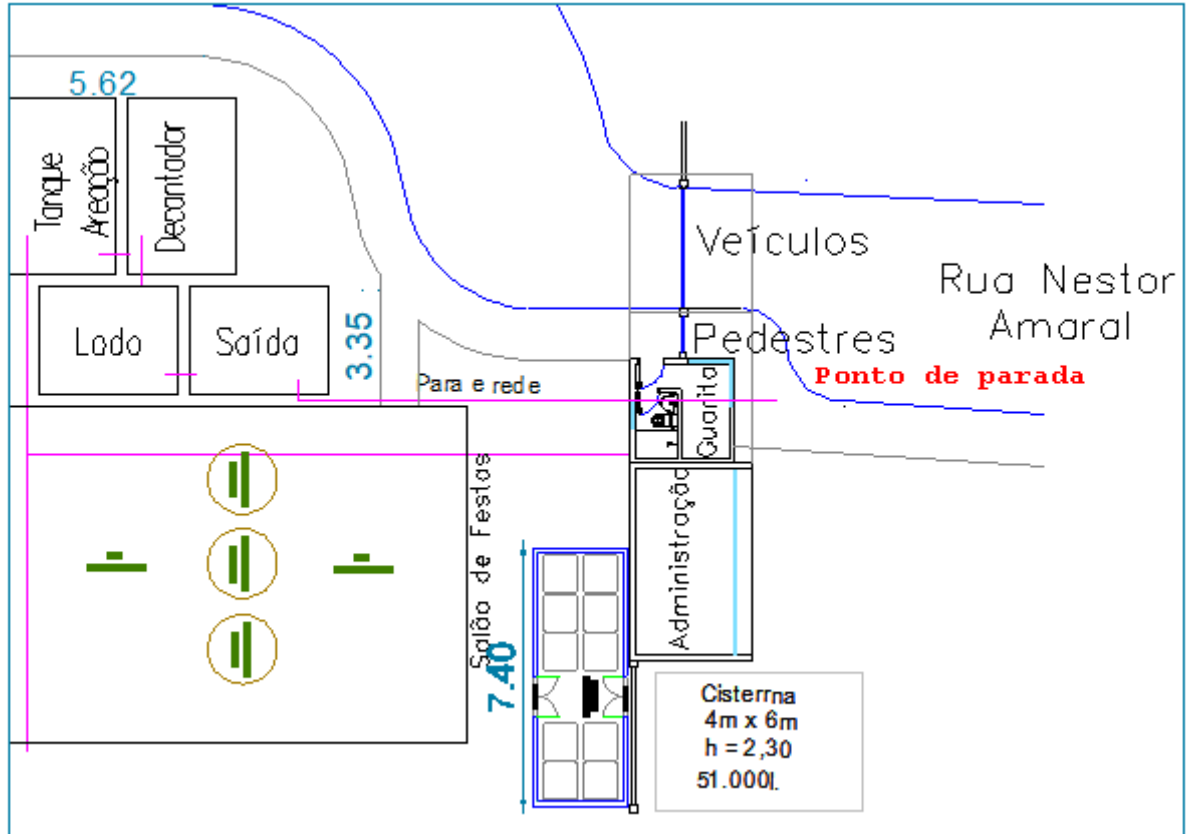 5.62
Tanque
Areação
Decantador
Veículos
Rua Nestor
Amaral
Lodo
Saída
3.35
Pedestres
Ponto de parada
Para e rede
Guarita
Salão de Festas
Administração
7.40
Cisterrna
4m x 6m
h = 2,30
51.000l.